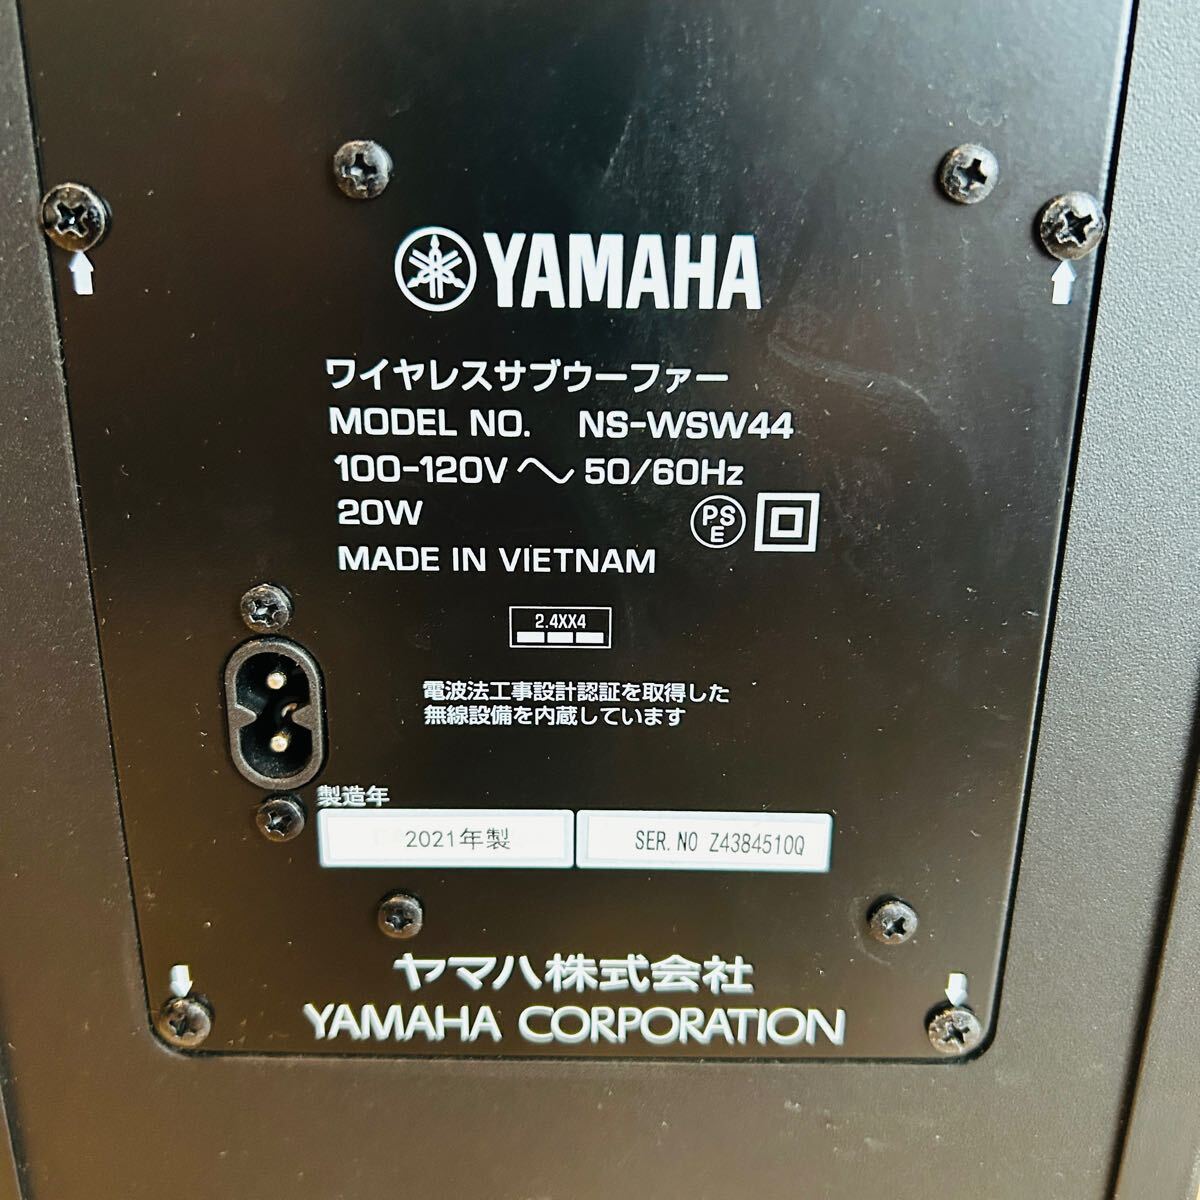 YAMAHA
ワイヤレスサブウーファー
MODEL NO. NS-WSW44
100-120V ～ 50/60Hz
20W
PSE
MADE IN VIETNAM
2.4XX4
電波法工事設計認証を取得した
無線設備を内蔵しています
製造年
2021年製 SER.NO Z4384510Q
ヤマハ株式会社
YAMAHA CORPORATION